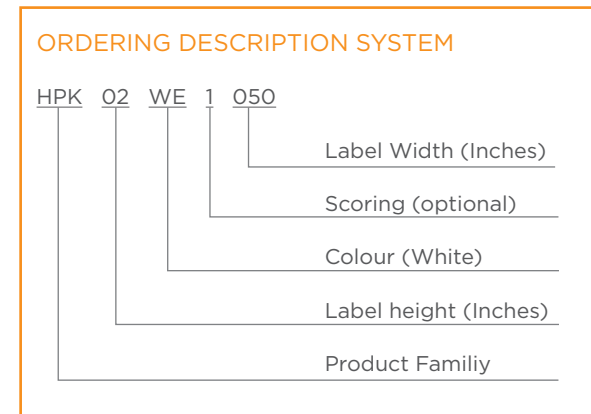 ORDERING DESCRIPTION SYSTEM
HPK 02 WE 1 050
Label Width (Inches)
Scoring (optional)
Colour (White)
Label height (Inches)
Product Familiy